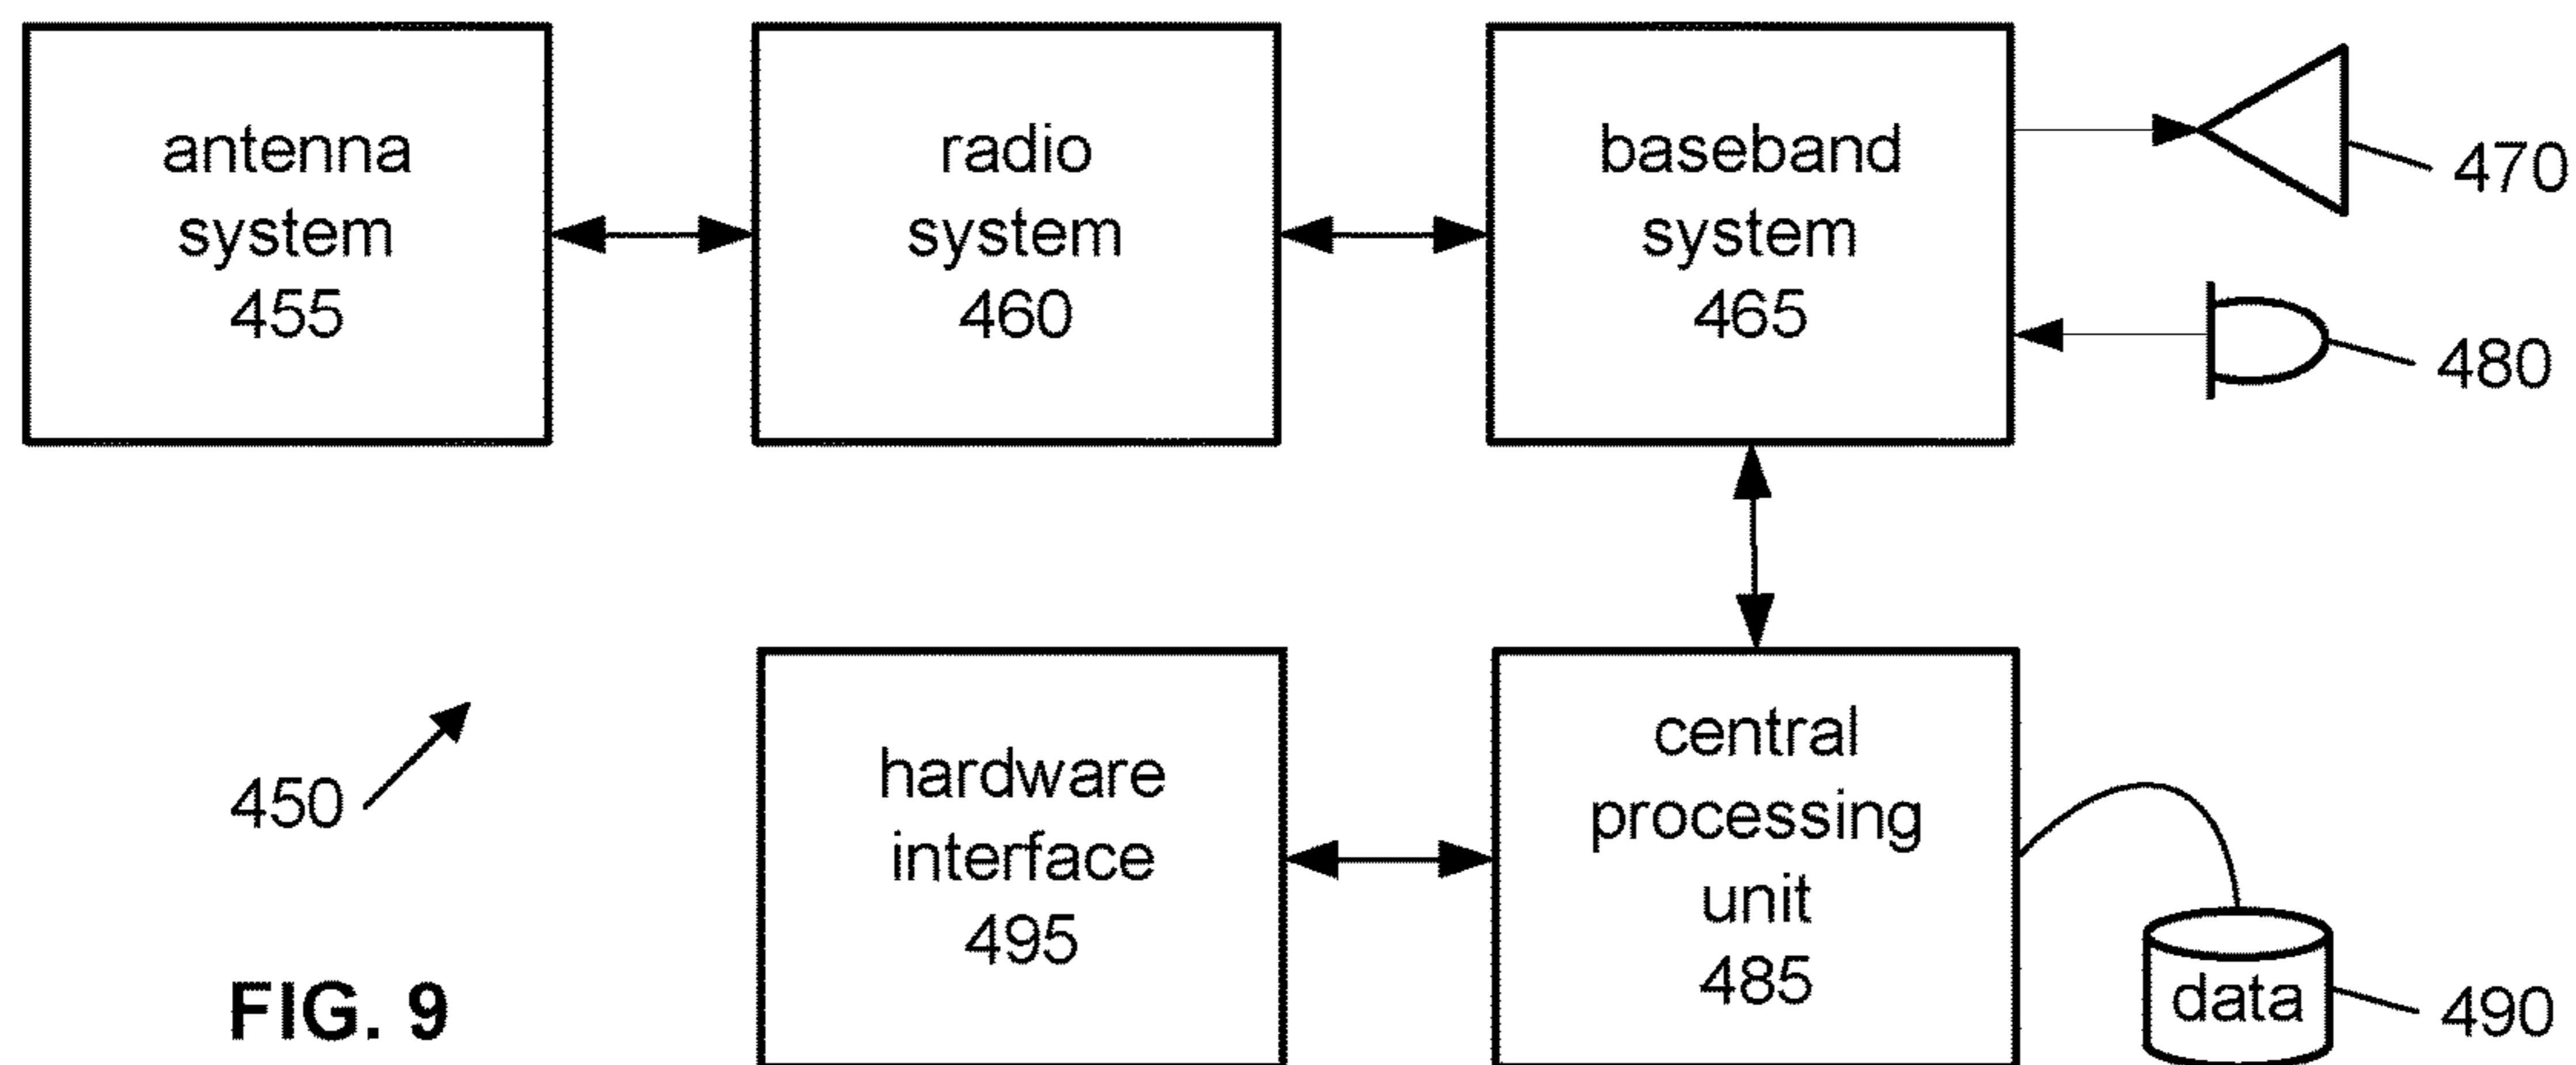 antenna
system
455
radio
system
460
baseband
system
465
470
480
450
hardware
interface
495
central
processing
unit
485
data
490
FIG. 9